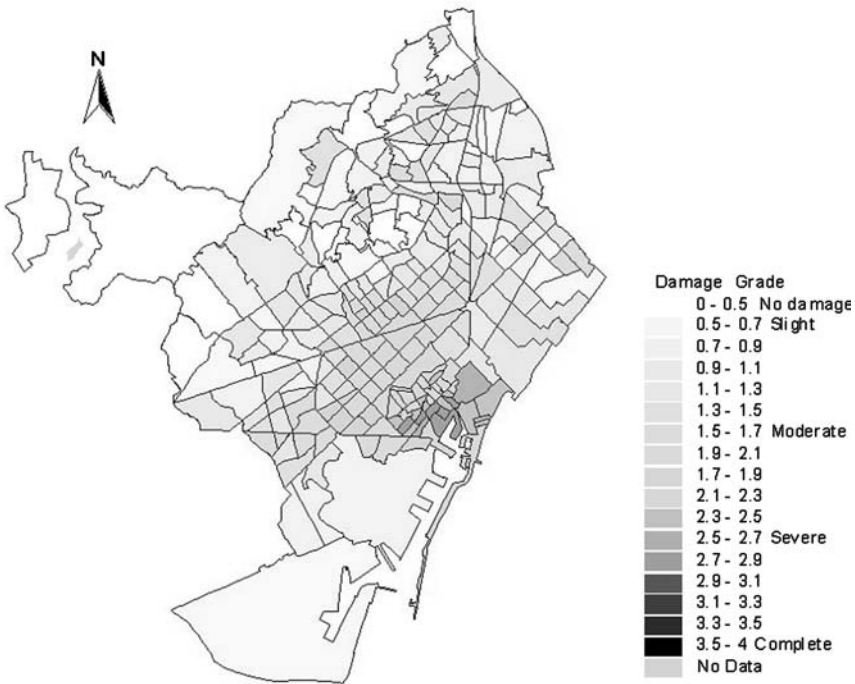 N
Damage Grade
0 - 0.5 No damage
0.5 - 0.7 Slight
0.7 - 0.9
0.9 - 1.1
1.1 - 1.3
1.3 - 1.5
1.5 - 1.7 Moderate
1.9 - 2.1
1.7 - 1.9
2.1 - 2.3
2.3 - 2.5
2.5 - 2.7 Severe
2.7 - 2.9
2.9 - 3.1
3.1 - 3.3
3.3 - 3.5
3.5 - 4 Complete
No Data